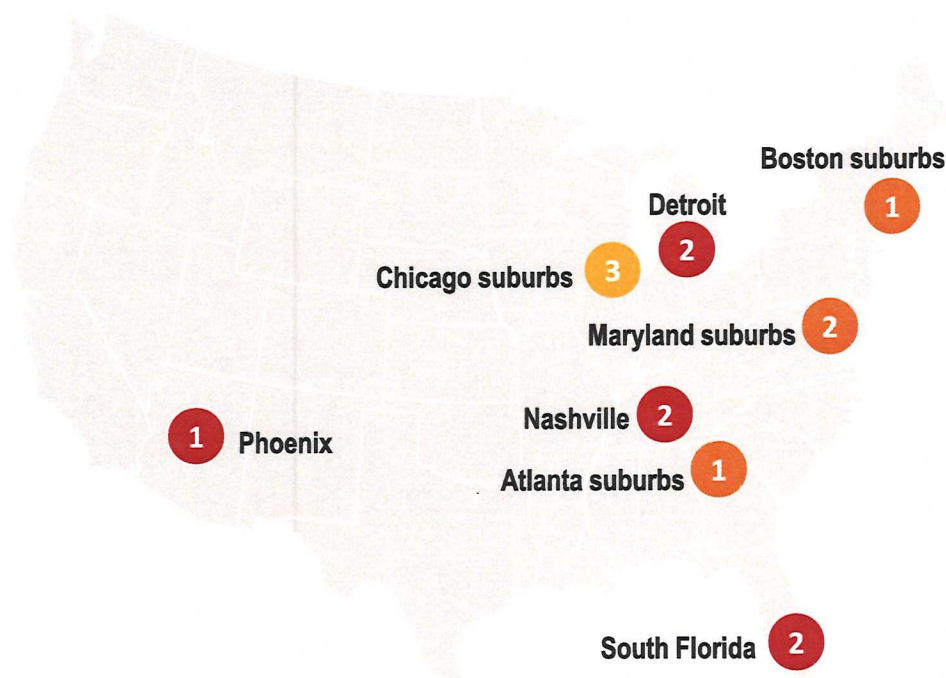 Boston suburbs
1
Detroit
2
Chicago suburbs
3
Maryland suburbs
2
Nashville
2
Phoenix
1
Atlanta suburbs
1
South Florida
2